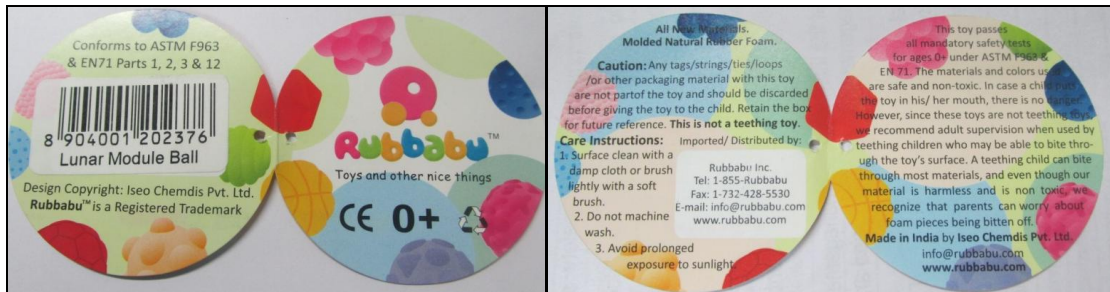 Conforms to ASTM F963
& EN71 Parts 1, 2, 3 & 12
8 904001 202376
Lunar Module Ball
Design Copyright: Iseo Chemdis Pvt. Ltd.
Rubbabu™ is a Registered Trademark
Rubbabu™
Toys and other nice things
CE 0+
All New Materials.
Molded Natural Rubber Foam.
Caution: Any tags/strings/ties/loops
/or other packaging material with this toy
are not partof the toy and should be discarded
before giving the toy to the child. Retain the box
for future reference. This is not a teething toy.
Care Instructions:
1. Surface clean with a
damp cloth or brush
lightly with a soft
brush.
2. Do not machine
wash.
3. Avoid prolonged
exposure to sunlight.
Imported/ Distributed by:
Rubbabu Inc.
Tel: 1-855-Rubbabu
Fax: 1-732-428-5530
E-mail: info@rubbabu.com
www.rubbabu.com
This toy passes
all mandatory safety tests
for ages 0+ under ASTM F963 &
EN 71. The materials and colors us
are safe and non-toxic. In case a child puts
the toy in his/ her mouth, there is no danger.
However, since these toys are not teething toys,
we recommend adult supervision when used by
teething children who may be able to bite thro-
ugh the toy's surface. A teething child can bite
through most materials, and even though our
material is harmless and is non toxic, we
recognize that parents can worry about
foam pieces being bitten off.
Made in India by Iseo Chemdis Pvt. Ltd.
info@rubbabu.com
www.rubbabu.com